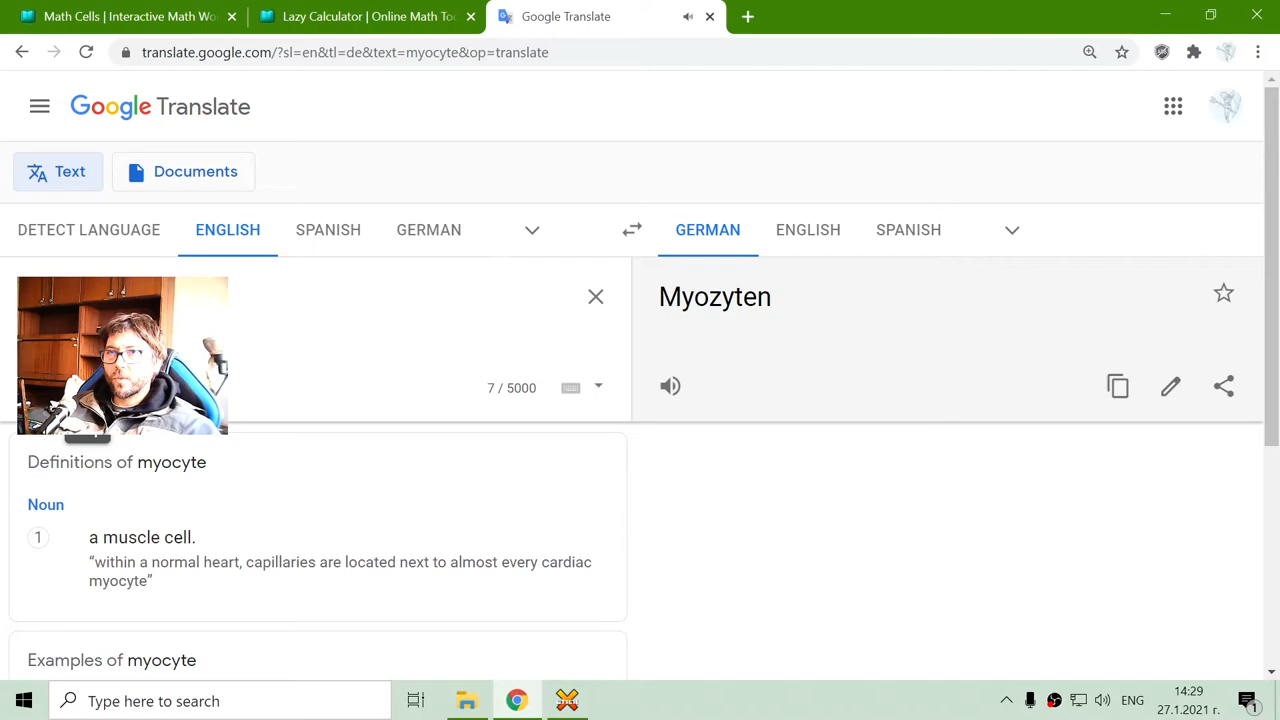 Math Cells | Interactive Math Wo
Lazy Calculator | Online Math Too
Google Translate
translate.google.com/?sl=en&tl=de&text=myocyte&op=translate
Google Translate
Text
Documents
DETECT LANGUAGE
ENGLISH
SPANISH
GERMAN
GERMAN
ENGLISH
SPANISH
Myozyten
7 / 5000
Definitions of myocyte
Noun
1
a muscle cell.
“within a normal heart, capillaries are located next to almost every cardiac
myocyte”
Examples of myocyte
Type here to search
ЕНГ
14:29
27.1.2021 г.
1